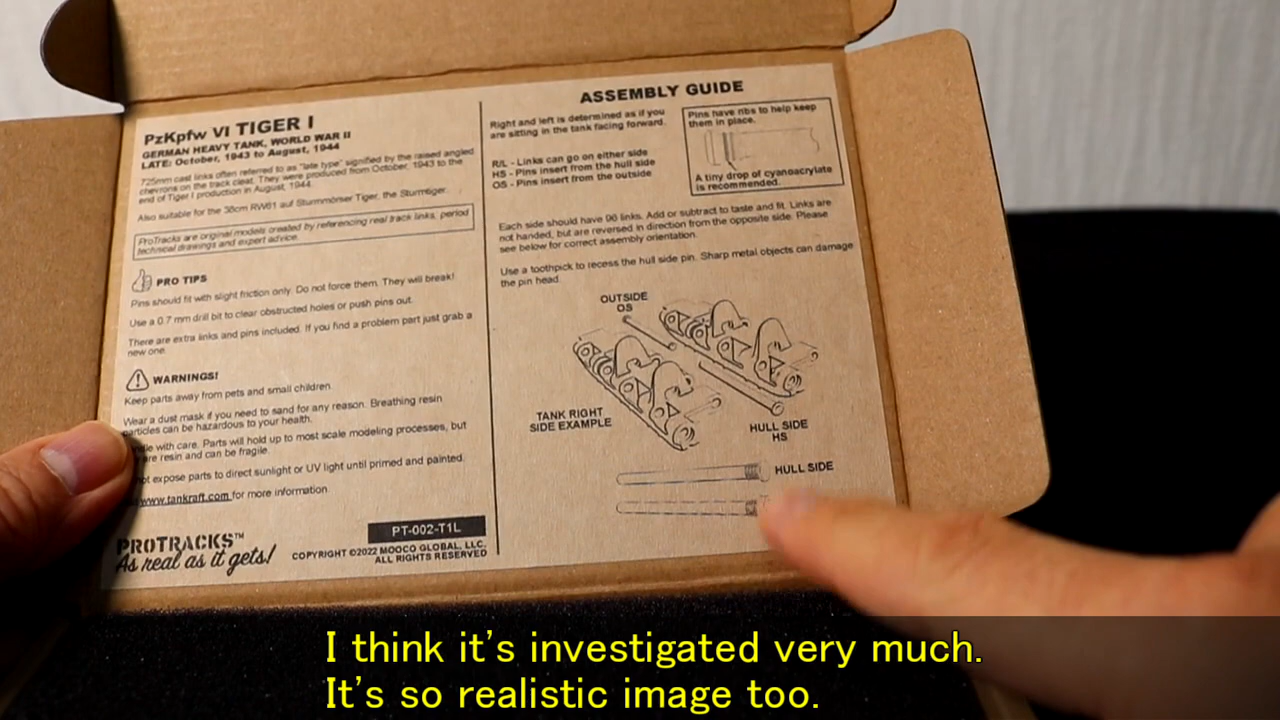 PzKpfw VI TIGER I
GERMAN HEAVY TANK, WORLD WAR II
LATE: October, 1943 to August, 1944
725mm cast links often referred to as "late type" signified by the raised angled
chevrons on the track cleat. They were produced from October, 1943 to the
end of Tiger I production in August, 1944.
Also suitable for the 38cm RW61 auf Sturmmörser Tiger, the Sturmtiger.
ProTracks are original models created by referencing real track links, period
technical drawings and expert advice.
PRO TIPS
Pins should fit with slight friction only. Do not force them. They will break!
Use a 0.7 mm drill bit to clear obstructed holes or push pins out.
There are extra links and pins included. If you find a problem part just grab a
new one.
WARNINGS!
Keep parts away from pets and small children.
Wear a dust mask if you need to sand for any reason. Breathing resin
particles can be hazardous to your health.
with care. Parts will hold up to most scale modeling processes, but
are resin and can be fragile.
expose parts to direct sunlight or UV light until primed and painted.
www.tankraft.com for more information.
PT-002-T1L
PROTRACKS™
As real as it gets!
COPYRIGHT ©2022 MOOCO GLOBAL, LLC.
ALL RIGHTS RESERVED
ASSEMBLY GUIDE
Right and left is determined as if you
are sitting in the tank facing forward.
R/L - Links can go on either side
HS - Pins insert from the hull side
OS - Pins insert from the outside
Pins have ribs to help keep
them in place.
A tiny drop of cyanoacrylate
is recommended.
Each side should have 96 links. Add or subtract to taste and fit. Links are
not handed, but are reversed in direction from the opposite side. Please
see below for correct assembly orientation.
Use a toothpick to recess the hull side pin. Sharp metal objects can damage
the pin head.
OUTSIDE
OS
TANK RIGHT
SIDE EXAMPLE
HULL SIDE
HS
HULL SIDE
I think it's investigated very much.
It's so realistic image too.